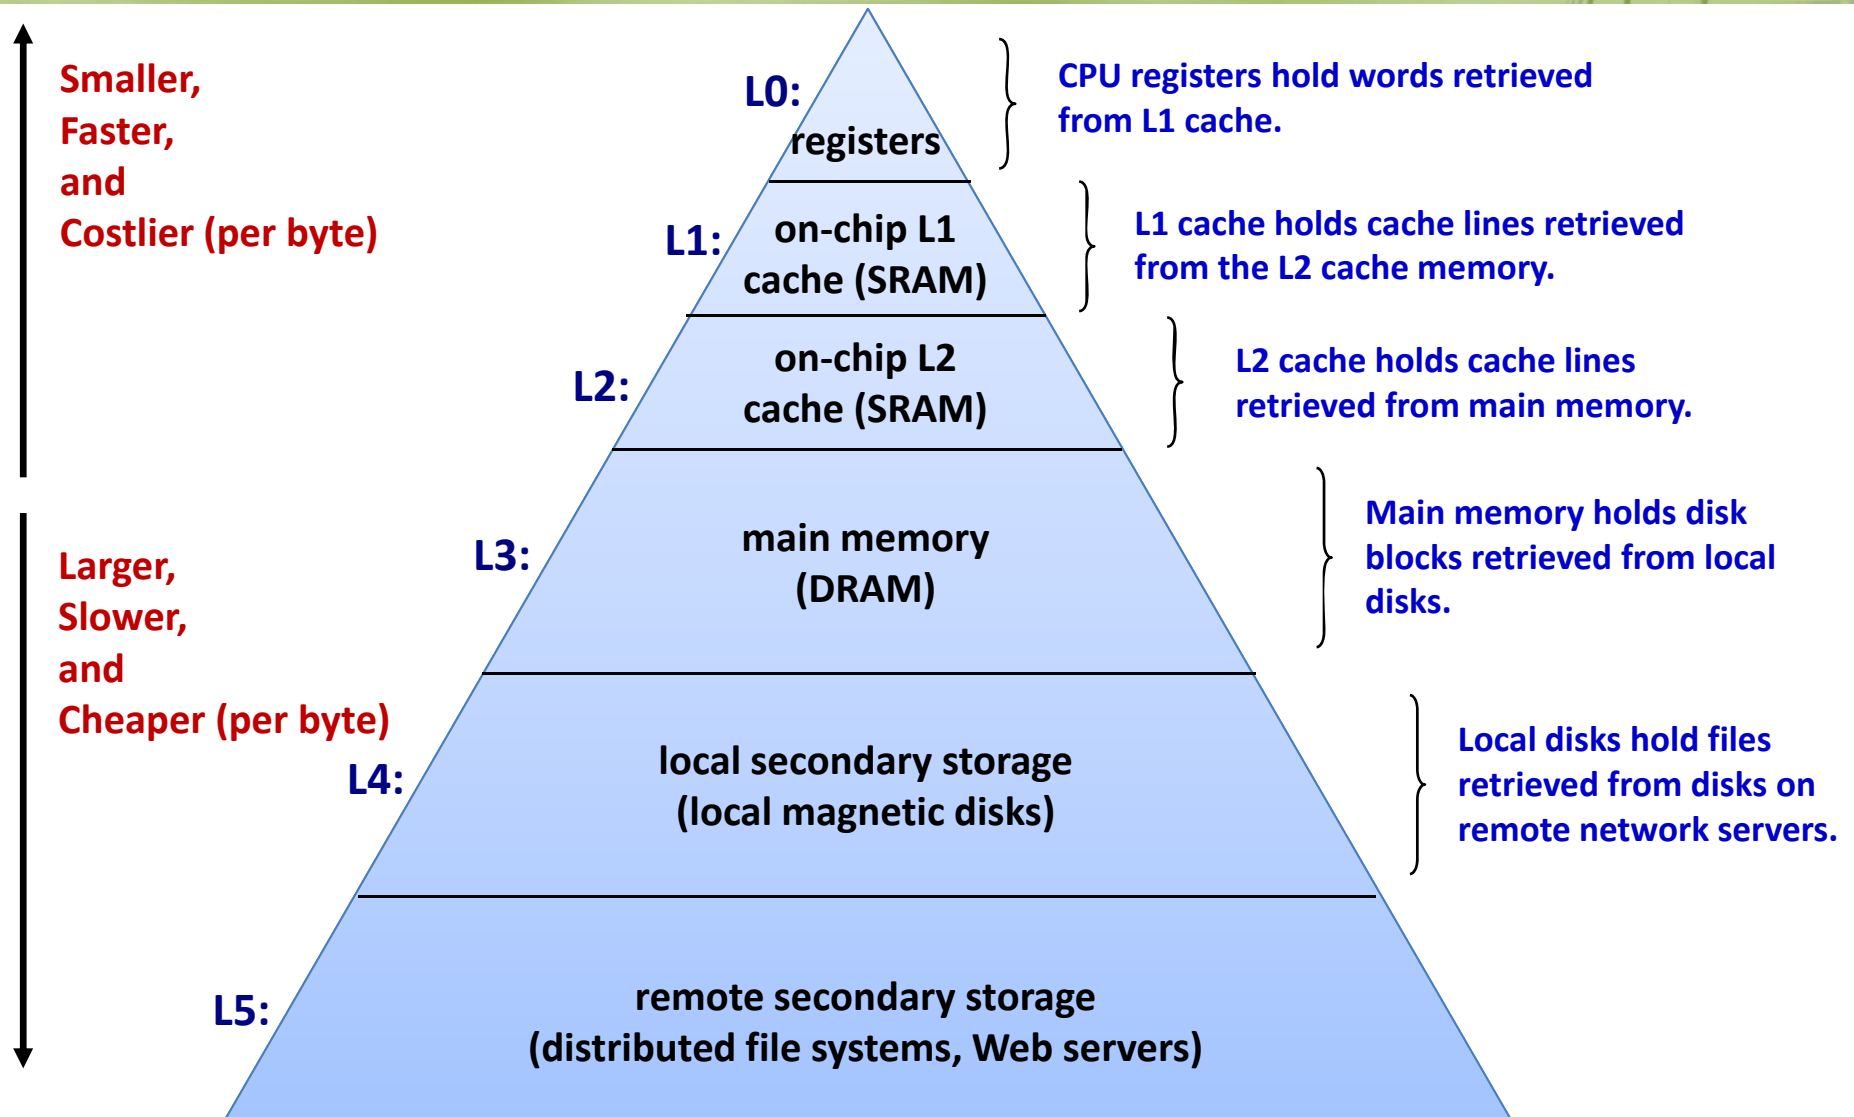 Smaller,
Faster,
and
Costlier (per byte)
Larger,
Slower,
and
Cheaper (per byte)
L0:
registers
CPU registers hold words retrieved
from L1 cache.
L1:
on-chip L1
cache (SRAM)
L1 cache holds cache lines retrieved
from the L2 cache memory.
L2:
on-chip L2
cache (SRAM)
L2 cache holds cache lines
retrieved from main memory.
L3:
main memory
(DRAM)
Main memory holds disk
blocks retrieved from local
disks.
L4:
local secondary storage
(local magnetic disks)
Local disks hold files
retrieved from disks on
remote network servers.
L5:
remote secondary storage
(distributed file systems, Web servers)